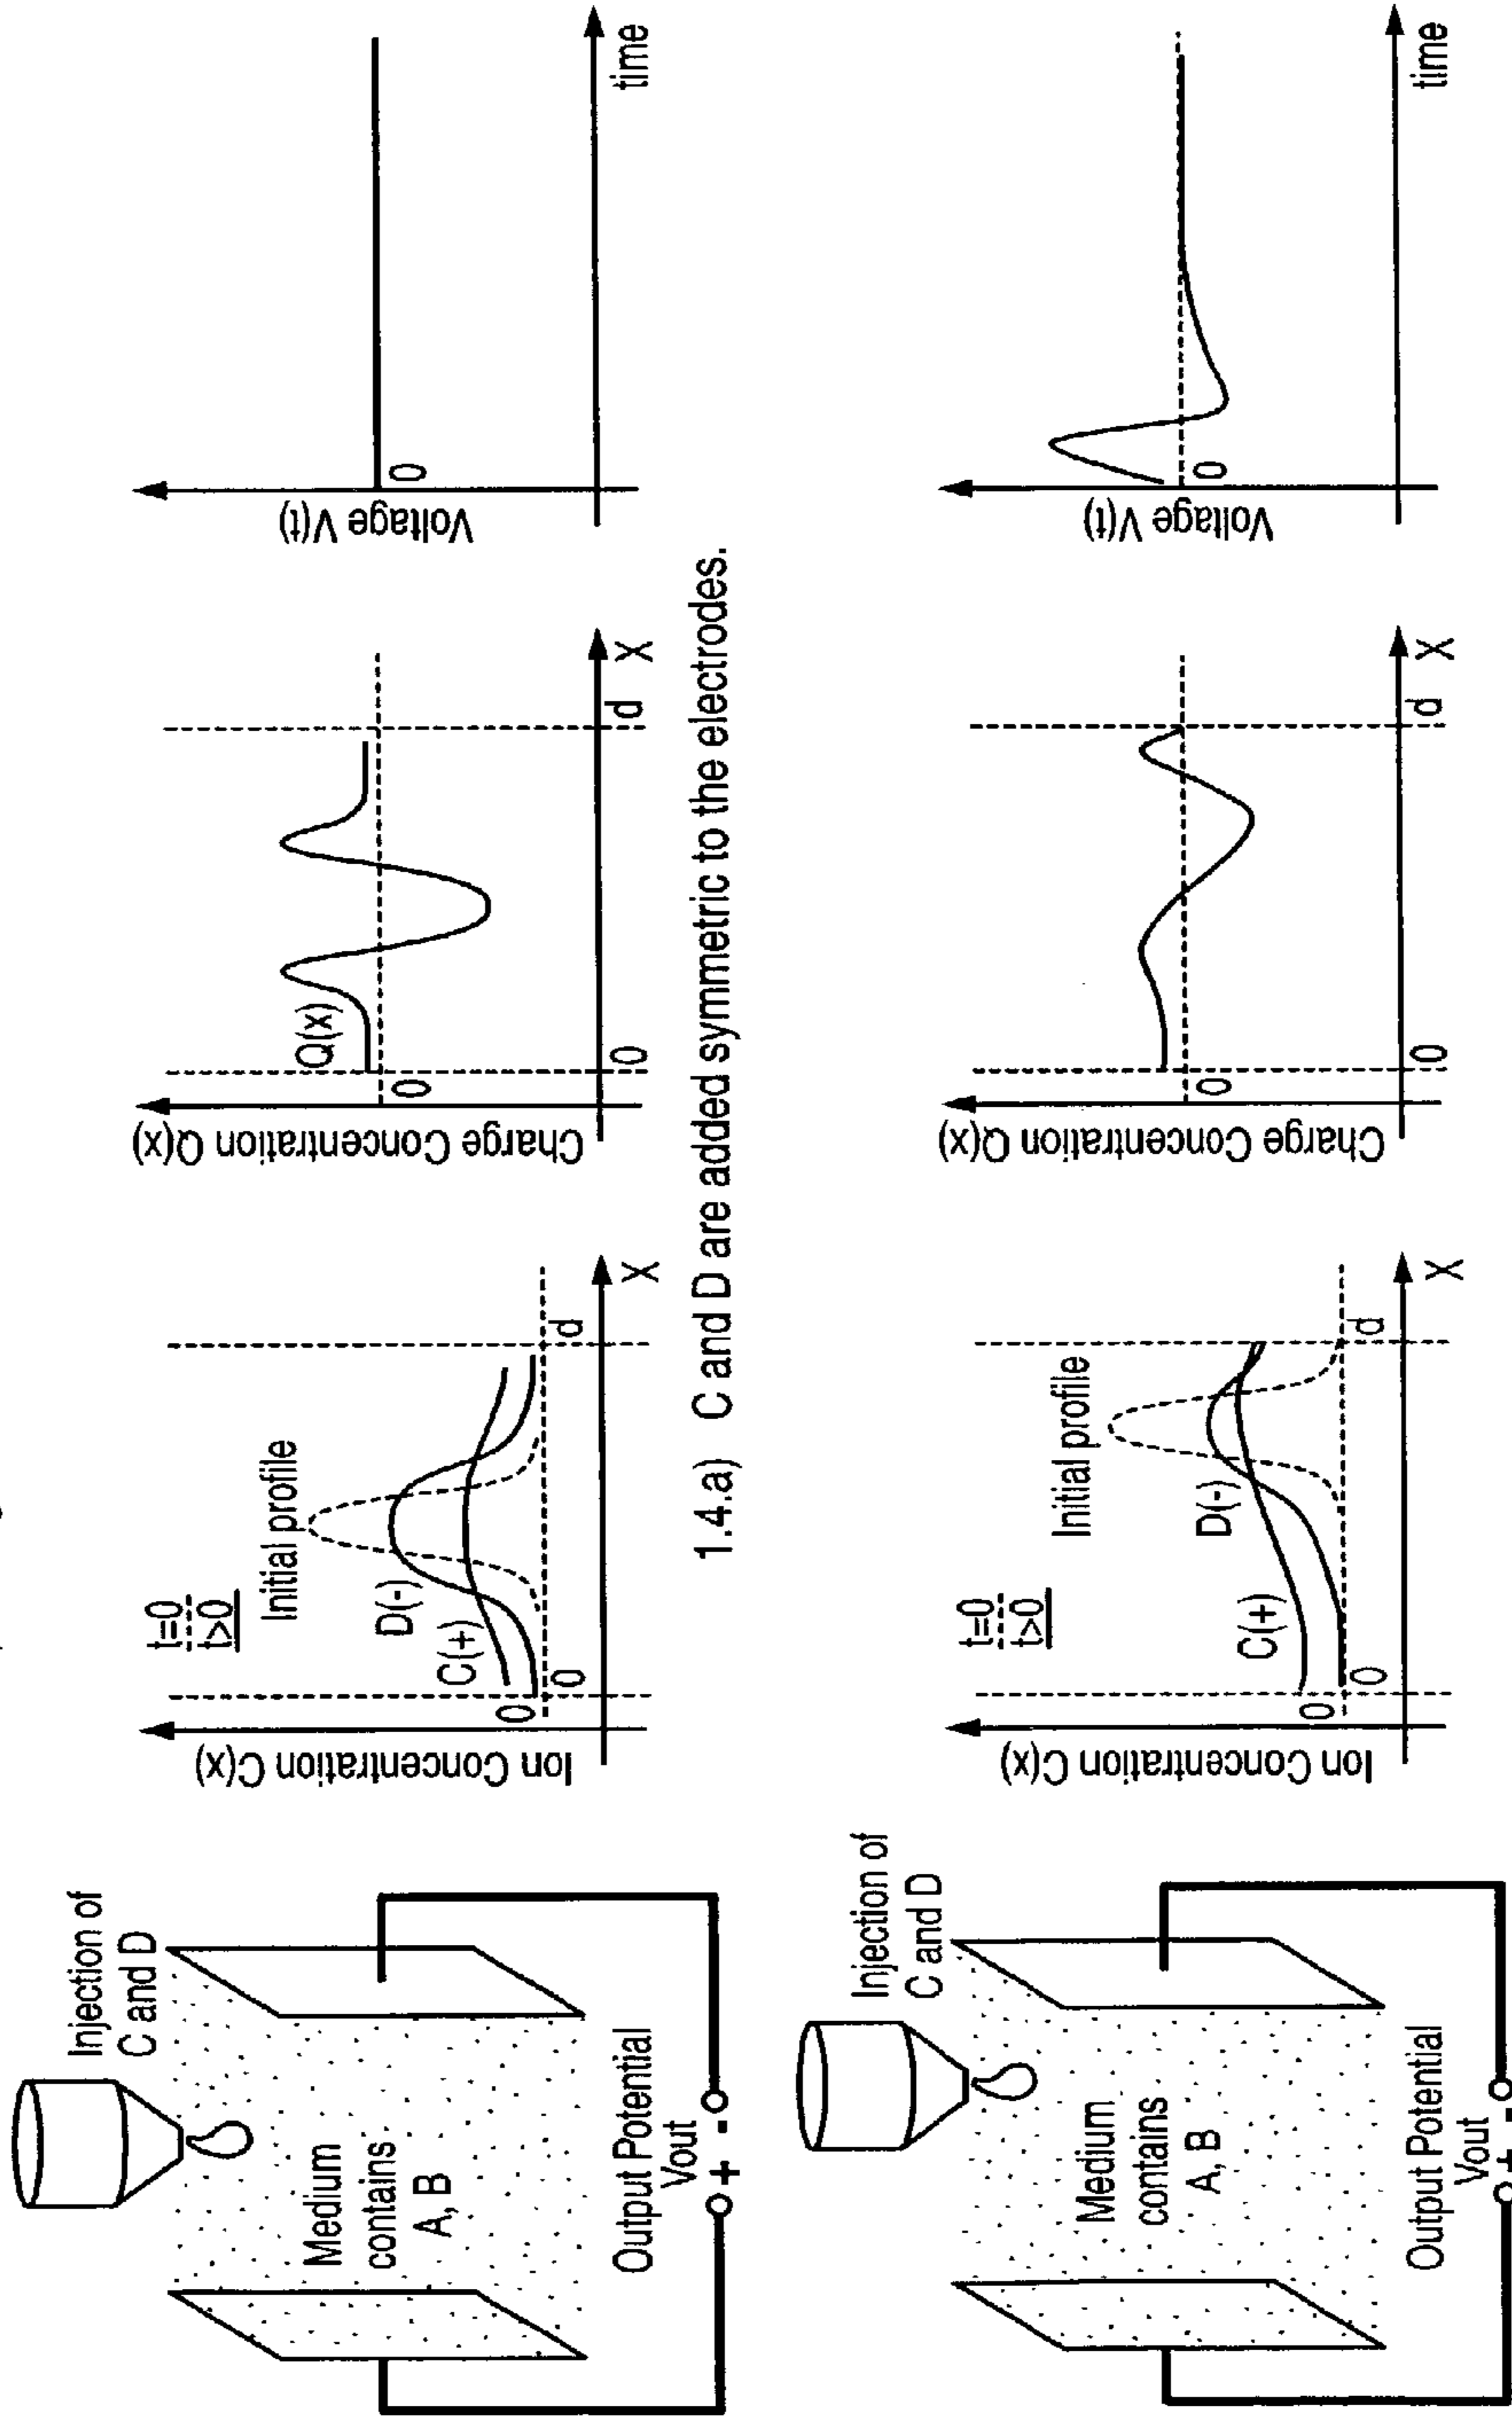 Injection of
C and D
Medium
contains
A, B
Output Potential
Vout
+ -
Ion Concentration C(x)
t=0
t>0
Initial profile
D(-)
C(+)
0
0
d
X
Charge Concentration Q(x)
Q(x)
0
0
d
X
Voltage V(t)
0
time
1.4.a) C and D are added symmetric to the electrodes.
Injection of
C and D
Medium
contains
A, B
Output Potential
Vout
+ -
Ion Concentration C(x)
t=0
t>0
Initial profile
D(-)
C(+)
0
0
d
X
Charge Concentration Q(x)
0
0
d
X
Voltage V(t)
0
time